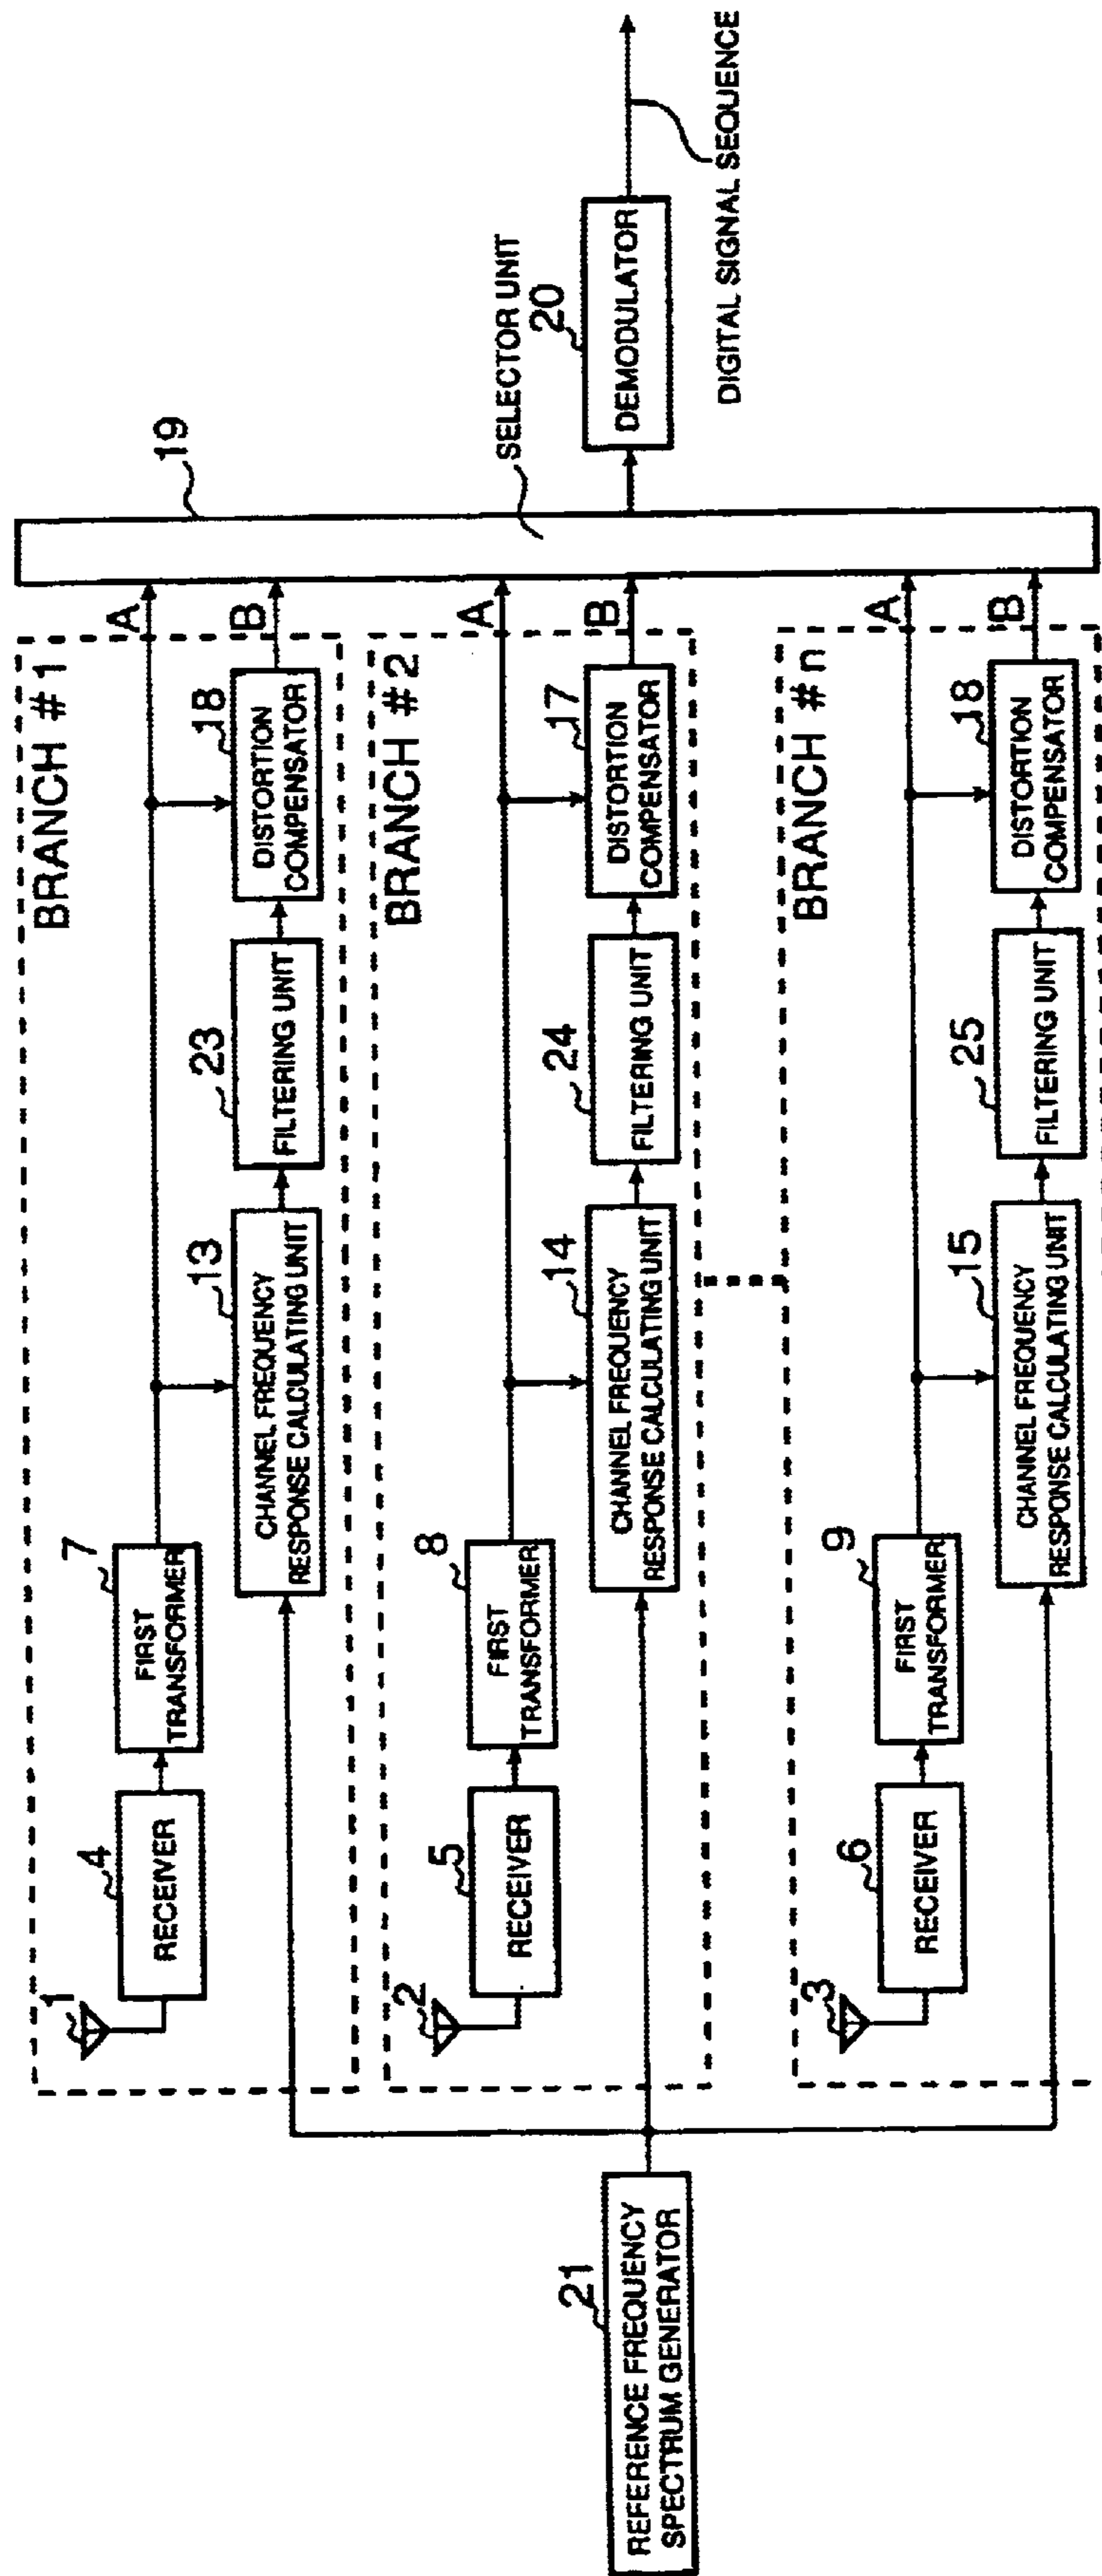 BRANCH #1
1
4
RECEIVER
7
FIRST
TRANSFORMER
13
CHANNEL FREQUENCY
RESPONSE CALCULATING UNIT
23
FILTERING UNIT
18
DISTORTION
COMPENSATOR
A
B
BRANCH #2
2
5
RECEIVER
8
FIRST
TRANSFORMER
14
CHANNEL FREQUENCY
RESPONSE CALCULATING UNIT
24
FILTERING UNIT
17
DISTORTION
COMPENSATOR
A
B
BRANCH #n
3
6
RECEIVER
9
FIRST
TRANSFORMER
15
CHANNEL FREQUENCY
RESPONSE CALCULATING UNIT
25
FILTERING UNIT
18
DISTORTION
COMPENSATOR
A
B
21
REFERENCE FREQUENCY
SPECTRUM GENERATOR
19
SELECTOR UNIT
20
DEMODULATOR
DIGITAL SIGNAL SEQUENCE